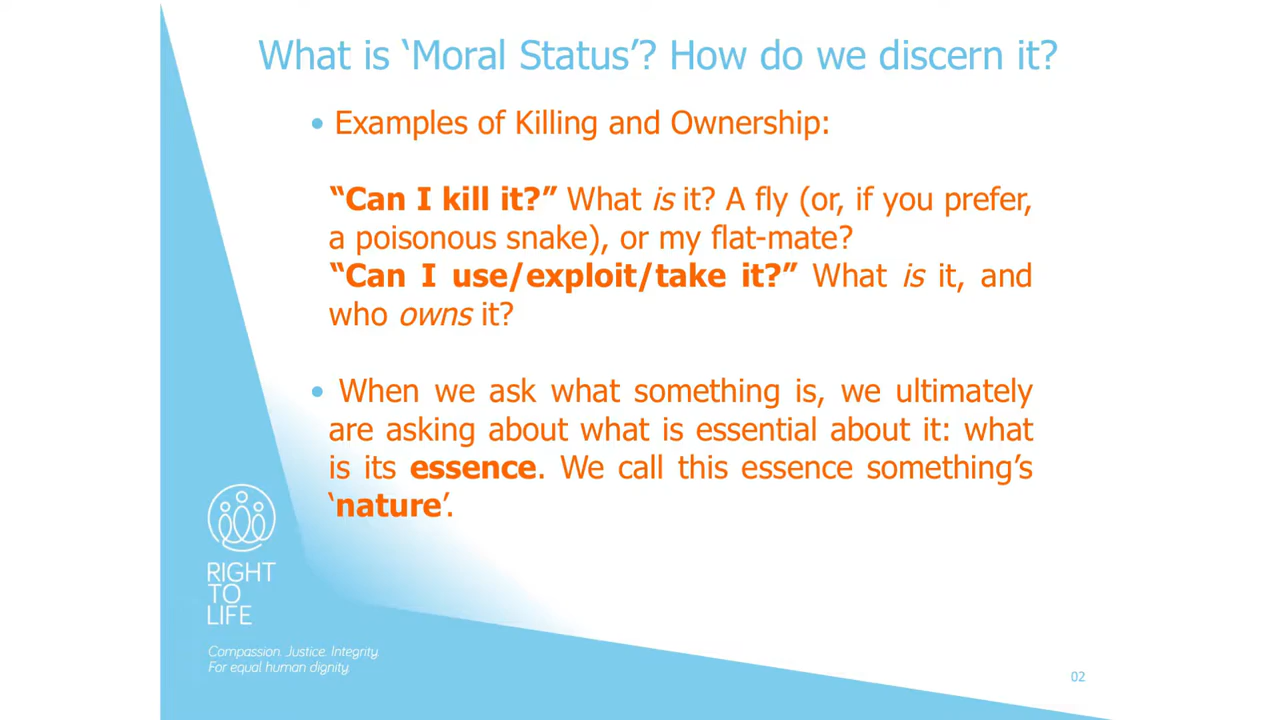 What is ‘Moral Status’? How do we discern it?
• Examples of Killing and Ownership:
“Can I kill it?” What is it? A fly (or, if you prefer,
a poisonous snake), or my flat-mate?
“Can I use/exploit/take it?” What is it, and
who owns it?
• When we ask what something is, we ultimately
are asking about what is essential about it: what
is its essence. We call this essence something’s
‘nature’.
RIGHT
TO
LIFE
Compassion. Justice. Integrity.
For equal human dignity.
02